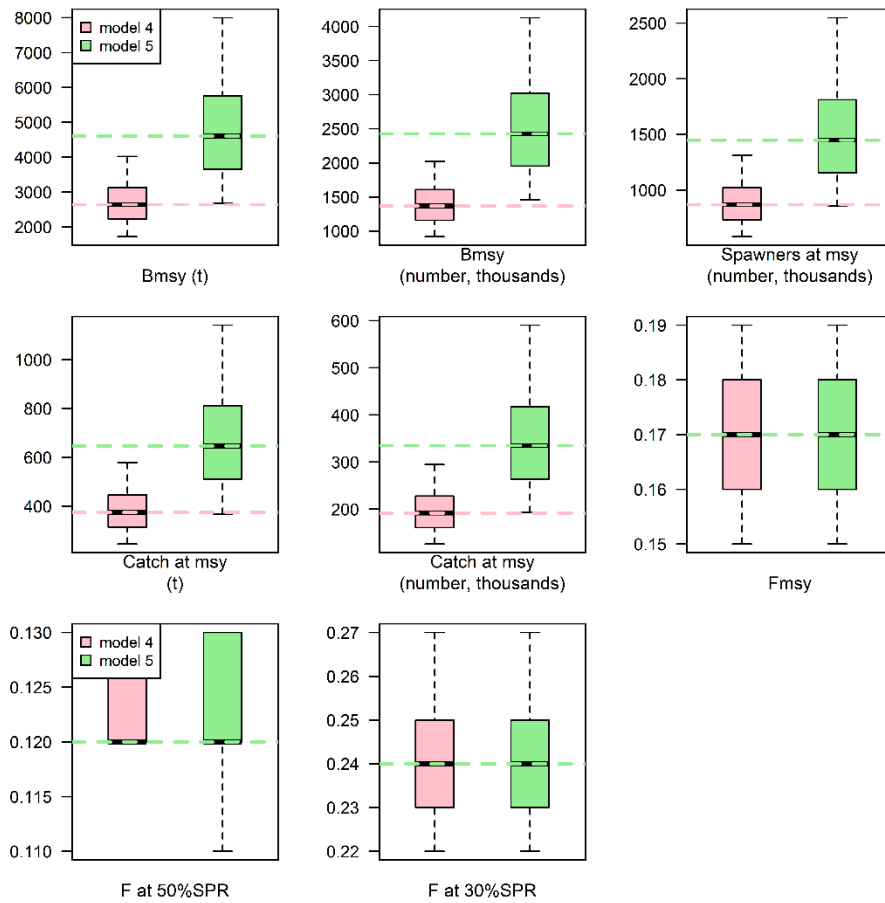 8000
7000
6000
5000
4000
3000
2000
model 4
model 5
Bmsy (t)
4000
3500
3000
2500
2000
1500
1000
Bmsy
(number, thousands)
2500
2000
1500
1000
Spawners at msy
(number, thousands)
1000
800
600
400
Catch at msy
(t)
600
500
400
300
200
Catch at msy
(number, thousands)
0.19
0.18
0.17
0.16
0.15
Fmsy
0.130
0.125
0.120
0.115
0.110
model 4
model 5
F at 50%SPR
0.27
0.26
0.25
0.24
0.23
0.22
F at 30%SPR